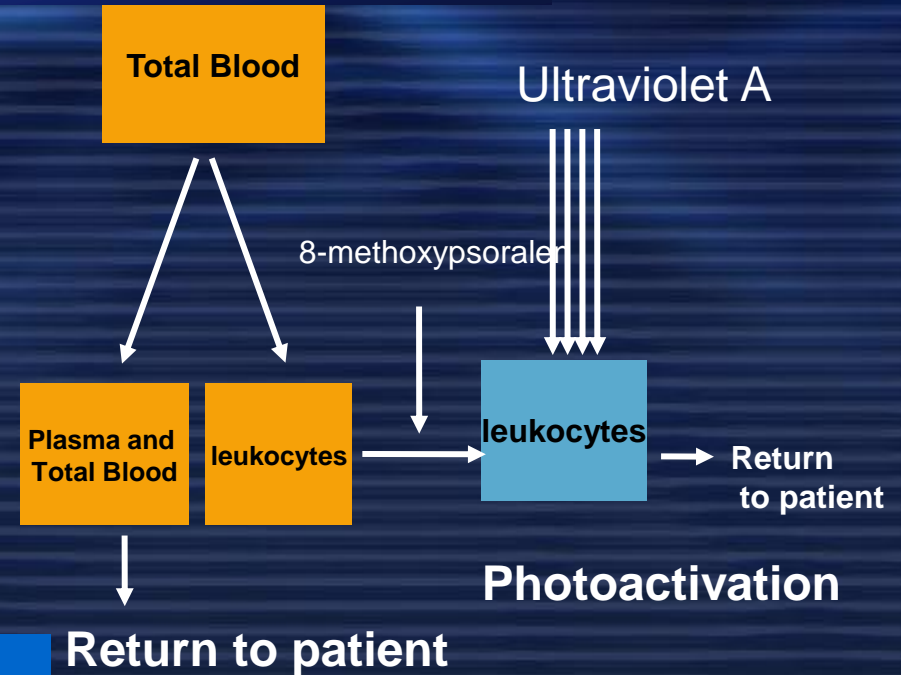 Total Blood
Ultraviolet A
8-methoxypsoralen
Plasma and
Total Blood
leukocytes
leukocytes
Return
to patient
Photoactivation
Return to patient